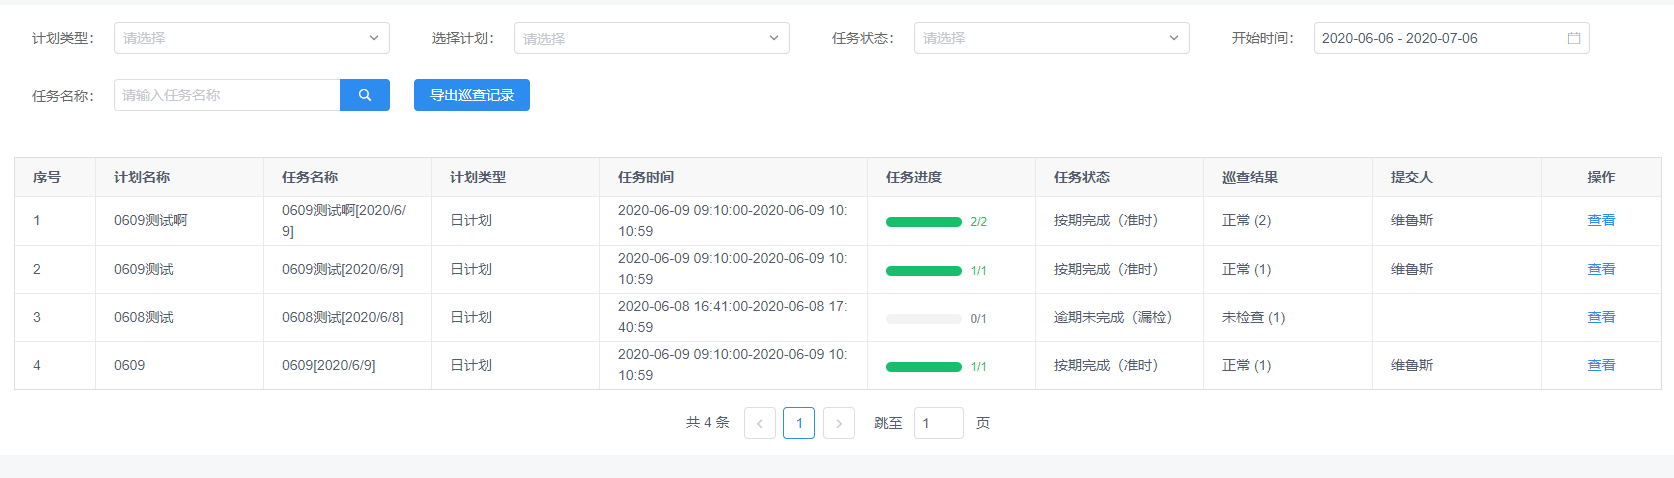 计划类型： 请选择 选择计划： 请选择 任务状态： 请选择 开始时间： 2020-06-06 - 2020-07-06
任务名称： 请输入任务名称 导出巡查记录
序号 计划名称 任务名称 计划类型 任务时间 任务进度 任务状态 巡查结果 提交人 操作
1 0609测试啊 0609测试啊[2020/6/
9] 日计划 2020-06-09 09:10:00-2020-06-09 10:
10:59 2/2 按期完成（准时） 正常 (2) 维鲁斯 查看
2 0609测试 0609测试[2020/6/9] 日计划 2020-06-09 09:10:00-2020-06-09 10:
10:59 1/1 按期完成（准时） 正常 (1) 维鲁斯 查看
3 0608测试 0608测试[2020/6/8] 日计划 2020-06-08 16:41:00-2020-06-08 17:
40:59 0/1 逾期未完成（漏检） 未检查 (1) 查看
4 0609 0609[2020/6/9] 日计划 2020-06-09 09:10:00-2020-06-09 10:
10:59 1/1 按期完成（准时） 正常 (1) 维鲁斯 查看
共 4 条 1 跳至 1 页